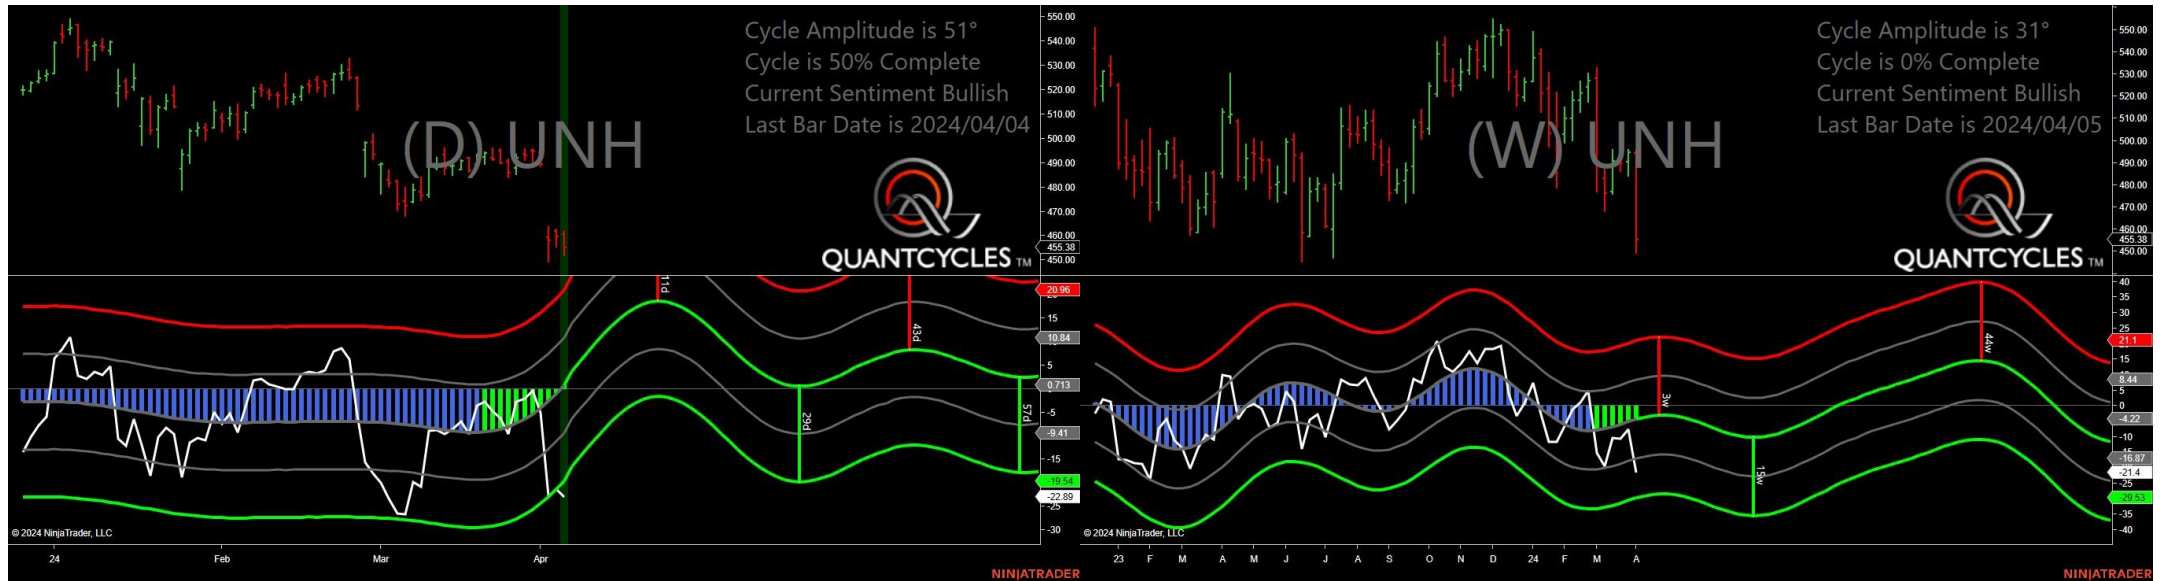 Cycle Amplitude is 51°
Cycle is 50% Complete
Current Sentiment Bullish
Last Bar Date is 2024/04/04
(D) UNH
QUANTCYCLES TM
550.00
540.00
530.00
520.00
510.00
500.00
490.00
480.00
470.00
460.00
455.38
450.00
11d
29d
43d
57d
20.96
15
10.84
5
0.713
-5
-9.41
-15
-19.54
-22.89
-25
-30
© 2024 NinjaTrader, LLC
24
Feb
Mar
Apr
NINJATRADER
Cycle Amplitude is 31°
Cycle is 0% Complete
Current Sentiment Bullish
Last Bar Date is 2024/04/05
(W) UNH
QUANTCYCLES TM
550.00
540.00
530.00
520.00
510.00
500.00
490.00
480.00
470.00
460.00
455.38
450.00
3w
15w
44w
40
35
30
25
21.1
15
8.44
5
0
-4.22
-10
-16.87
-21.4
-25
-29.53
-35
-40
© 2024 NinjaTrader, LLC
23
F
M
A
M
J
J
A
S
O
N
D
24
F
M
A
NINJATRADER